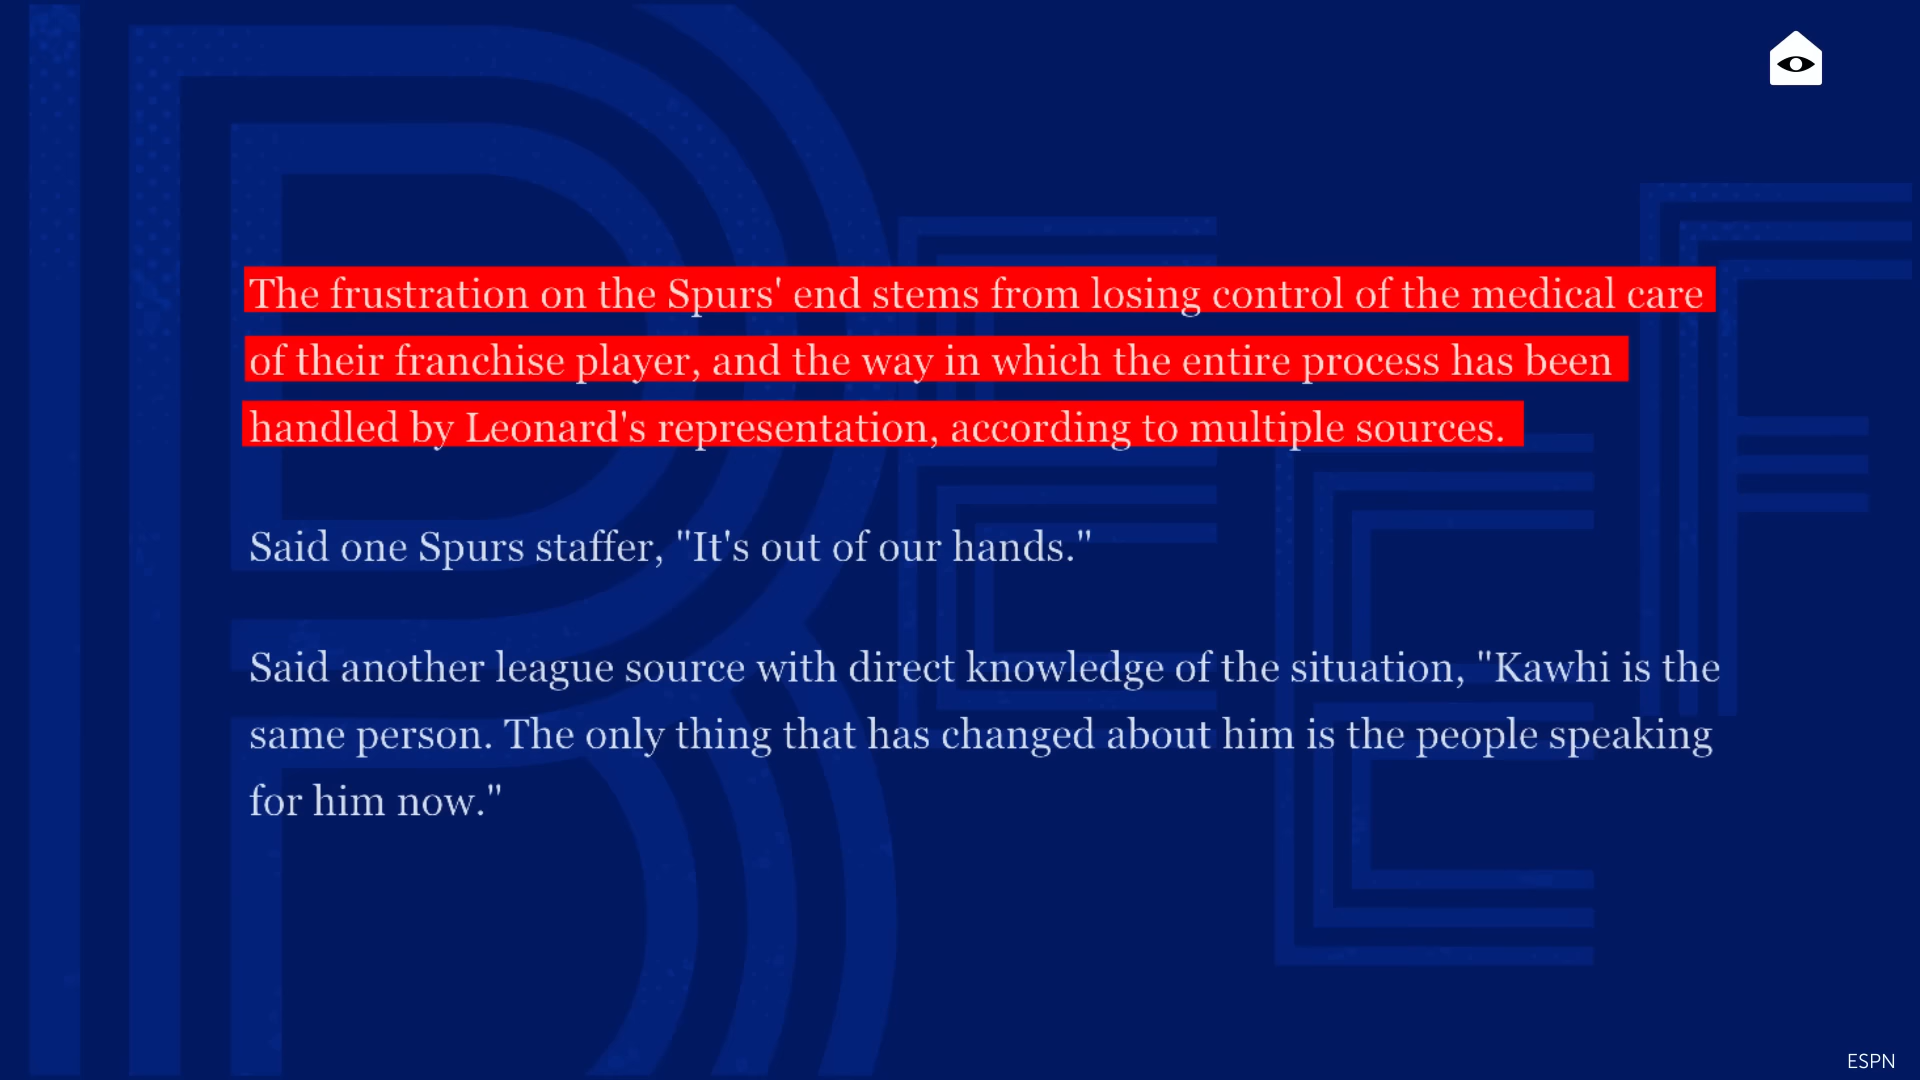 The frustration on the Spurs' end stems from losing control of the medical care
of their franchise player, and the way in which the entire process has been
handled by Leonard's representation, according to multiple sources.
Said one Spurs staffer, "It's out of our hands."
Said another league source with direct knowledge of the situation, "Kawhi is the
same person. The only thing that has changed about him is the people speaking
for him now."
BEEF
ESPN